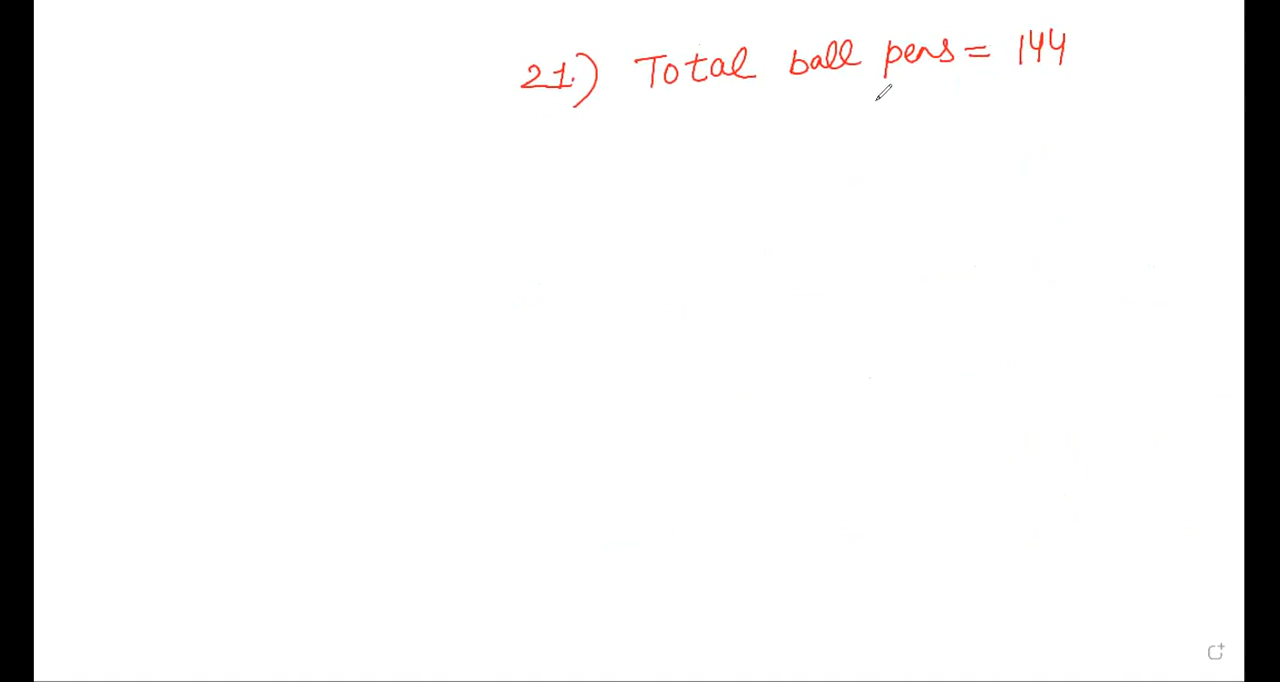 21.) Total ball pens = 144